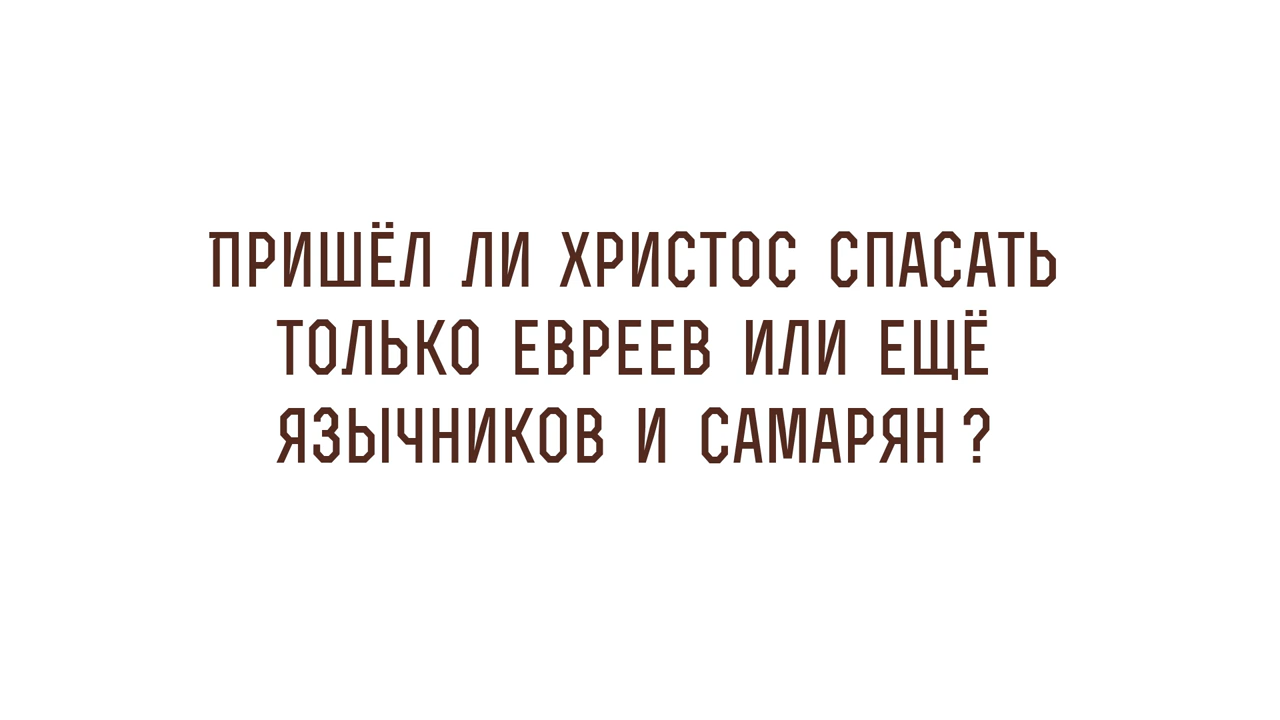 ПРИШЁЛ ЛИ ХРИСТОС СПАСАТЬ
ТОЛЬКО ЕВРЕЕВ ИЛИ ЕЩЁ
ЯЗЫЧНИКОВ И САМАРЯН ?